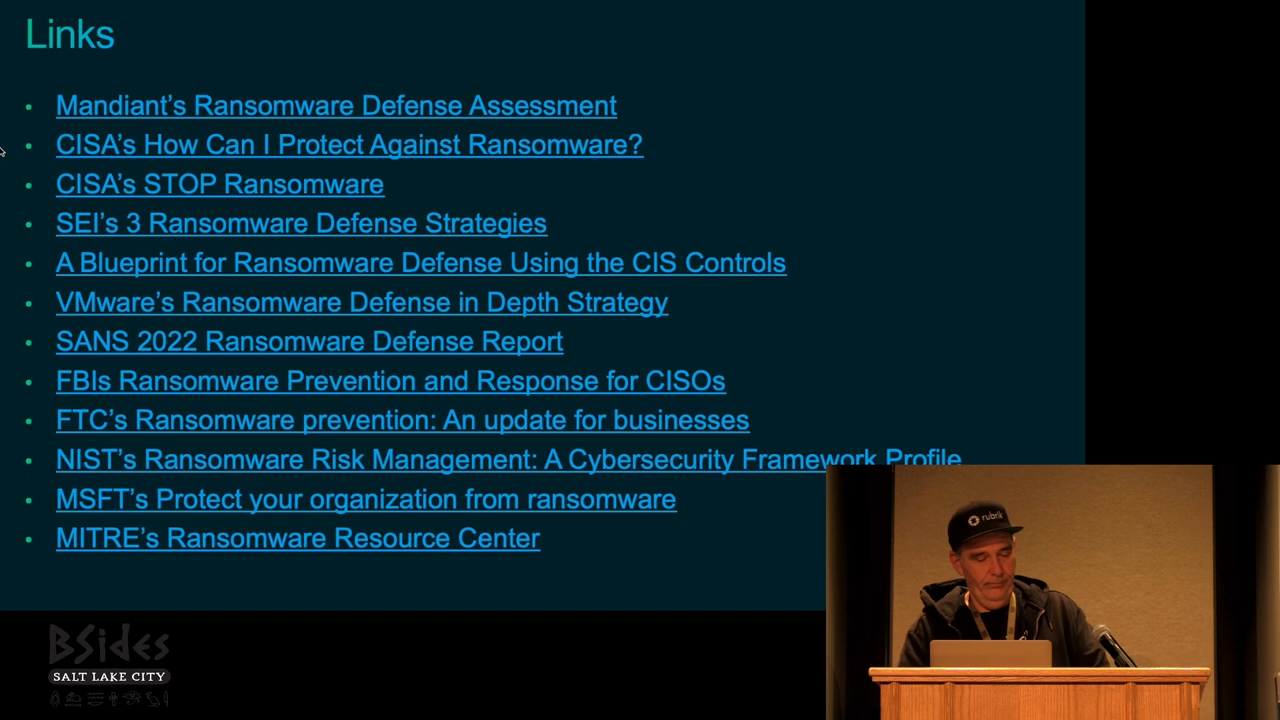 Links
Mandiant’s Ransomware Defense Assessment
CISA’s How Can I Protect Against Ransomware?
CISA’s STOP Ransomware
SEI’s 3 Ransomware Defense Strategies
A Blueprint for Ransomware Defense Using the CIS Controls
VMware’s Ransomware Defense in Depth Strategy
SANS 2022 Ransomware Defense Report
FBIs Ransomware Prevention and Response for CISOs
FTC’s Ransomware prevention: An update for businesses
NIST’s Ransomware Risk Management: A Cybersecurity Framework Profile
MSFT’s Protect your organization from ransomware
MITRE’s Ransomware Resource Center
rubrik
BSides
SALT LAKE CITY